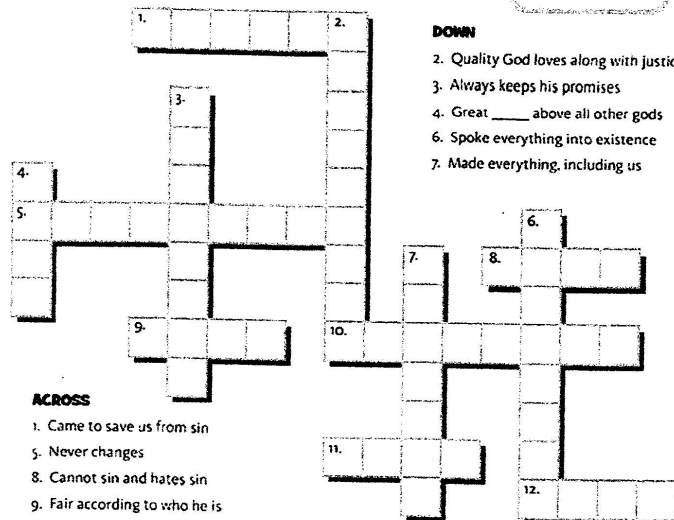 1.
2.
DOWN
2. Quality God loves along with
3. Always keeps his promises
4. Great _____ above all other gods
6. Spoke everything into existence
7. Made everything, including us
3.
4.
5.
6.
7.
8.
9.
10.
ACROSS
1. Came to save us from sin
5. Never changes
8. Cannot sin and hates sin
9. Fair according to who he is
11.
12.